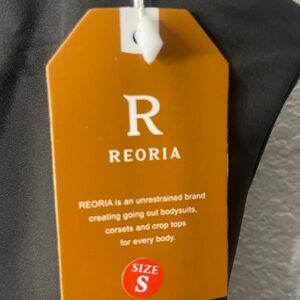 R
REORIA
REORIA is an unrestrained brand
creating going out bodysuits,
corsets and crop tops
for every body.
SIZE
S